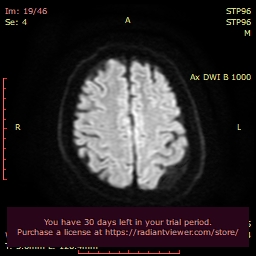 Im: 19/46
Se: 4
A
STP96
STP96
M
Ax DWI B 1000
R
L
You have 30 days left in your trial period.
Purchase a license at https://radiantviewer.com/store/